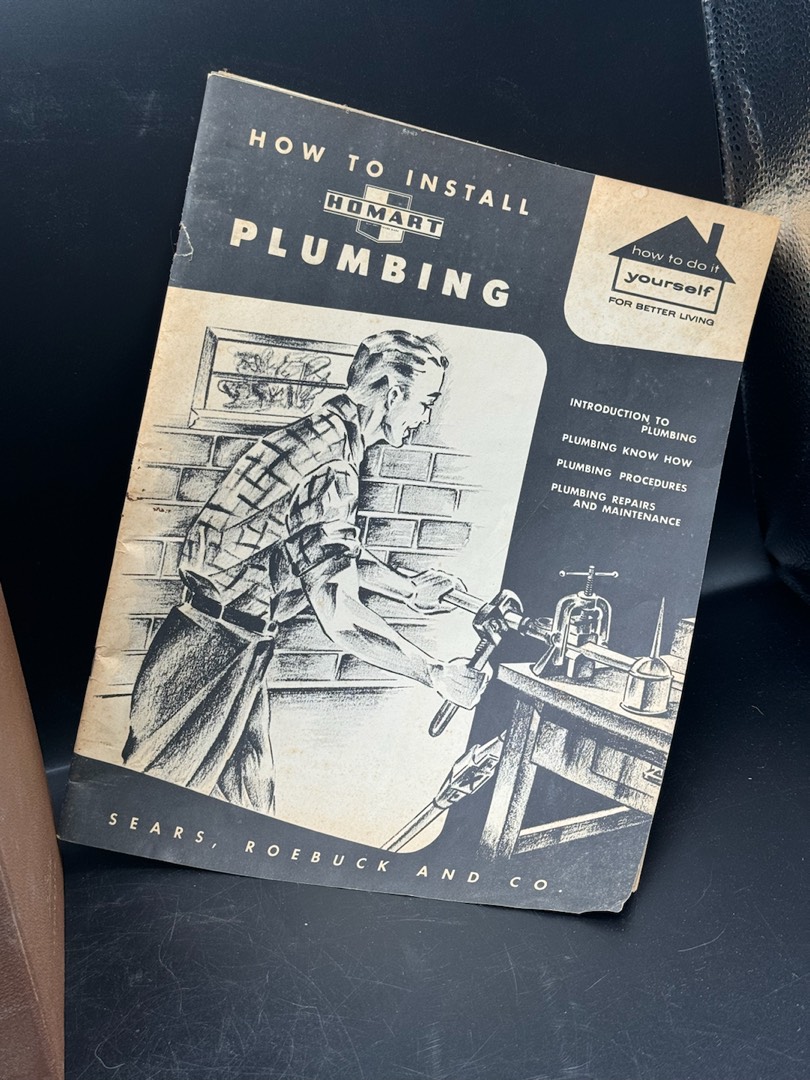 HOW TO INSTALL
HOMART
PLUMBING
how to do it
yourself
FOR BETTER LIVING
INTRODUCTION TO
PLUMBING
PLUMBING KNOW HOW
PLUMBING PROCEDURES
PLUMBING REPAIRS
AND MAINTENANCE
SEARS, ROEBUCK AND CO.